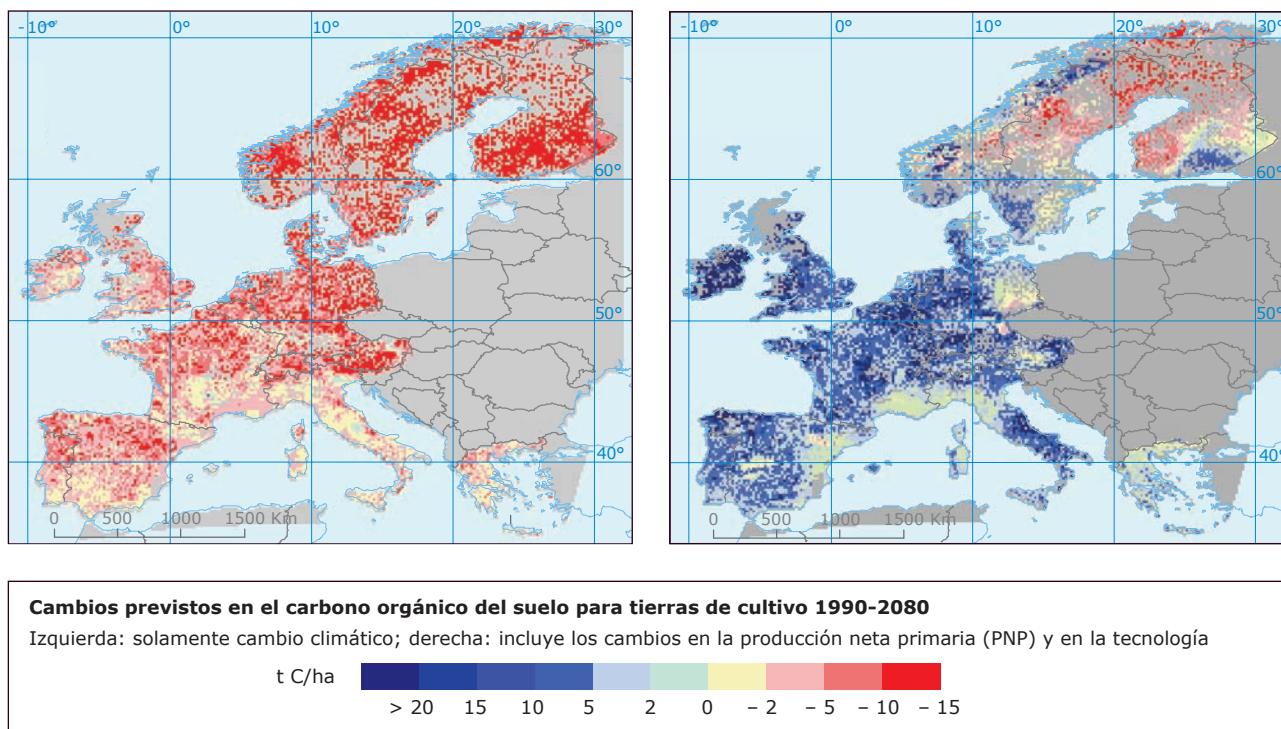 -10° 0° 10° 20° 30°
60°
50°
40°
0 500 1000 1500 Km
-10° 0° 10° 20° 30°
60°
50°
40°
0 500 1000 1500 Km
Cambios previstos en el carbono orgánico del suelo para tierras de cultivo 1990-2080
Izquierda: solamente cambio climático; derecha: incluye los cambios en la producción neta primaria (PNP) y en la tecnología
t C/ha
> 20 15 10 5 2 0 – 2 – 5 – 10 – 15